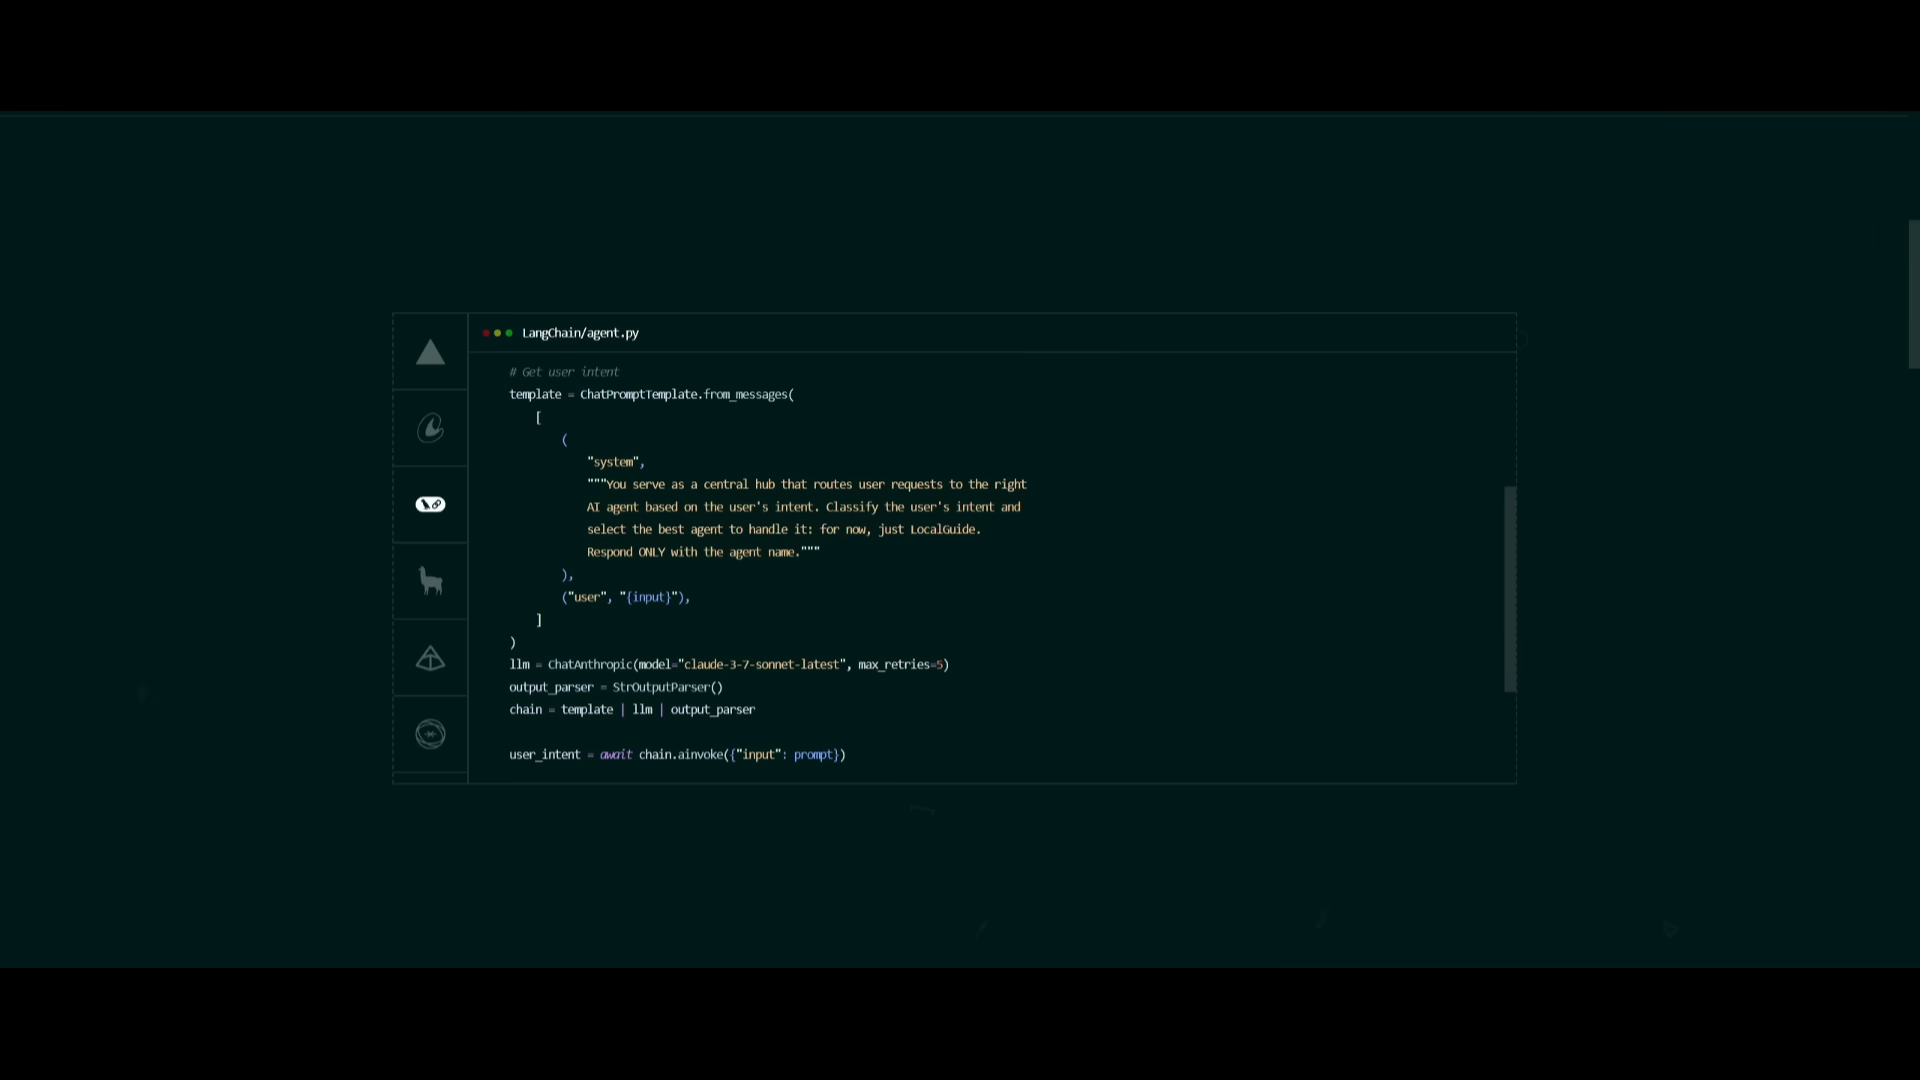 LangChain/agent.py
# Get user intent
template = ChatPromptTemplate.from_messages(
[
(
"system",
"""You serve as a central hub that routes user requests to the right
AI agent based on the user's intent. Classify the user's intent and
select the best agent to handle it: for now, just LocalGuide.
Respond ONLY with the agent name."""
),
("user", "{input}"),
]
)
llm = ChatAnthropic(model="claude-3-7-sonnet-latest", max_retries=5)
output_parser = StrOutputParser()
chain = template | llm | output_parser
user_intent = await chain.ainvoke({"input": prompt})